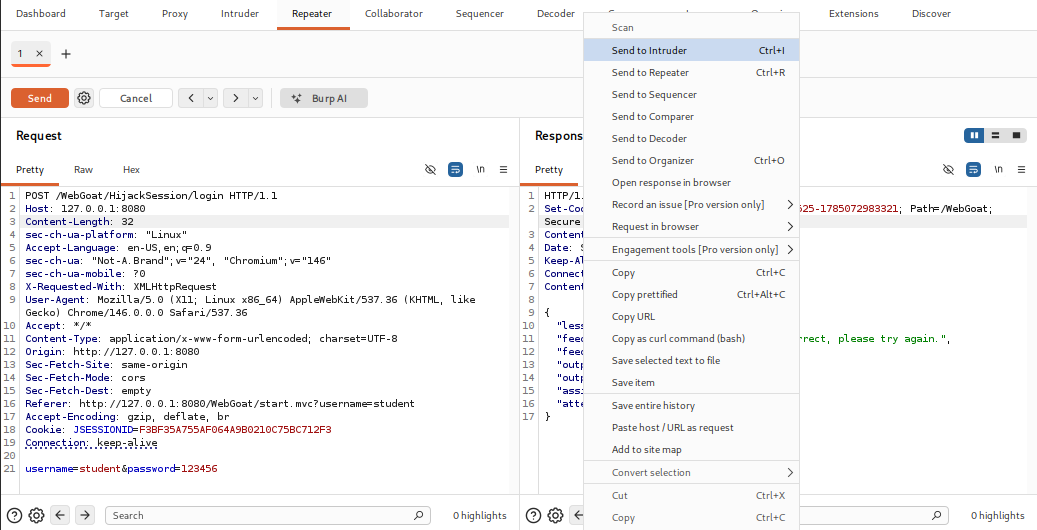 Dashboard Target Proxy Intruder Repeater Collaborator Sequencer Decoder Extensions Discover
1 × +
Send Cancel < > Burp AI
Request
Pretty Raw Hex \n
1 POST /WebGoat/HijackSession/login HTTP/1.1
2 Host: 127.0.0.1:8080
3 Content-Length: 32
4 sec-ch-ua-platform: "Linux"
5 Accept-Language: en-US,en;q=0.9
6 sec-ch-ua: "Not-A.Brand";v="24", "Chromium";v="146"
7 sec-ch-ua-mobile: ?0
8 X-Requested-With: XMLHttpRequest
9 User-Agent: Mozilla/5.0 (X11; Linux x86_64) AppleWebKit/537.36 (KHTML, like
Gecko) Chrome/146.0.0.0 Safari/537.36
10 Accept: */*
11 Content-Type: application/x-www-form-urlencoded; charset=UTF-8
12 Origin: http://127.0.0.1:8080
13 Sec-Fetch-Site: same-origin
14 Sec-Fetch-Mode: cors
15 Sec-Fetch-Dest: empty
16 Referer: http://127.0.0.1:8080/WebGoat/start.mvc?username=student
17 Accept-Encoding: gzip, deflate, br
18 Cookie: JSESSIONID=F3BF35A755AF064A9B0210C75BC712F3
19 Connection: keep-alive
20
21 username=student&password=123456
Search 0 highlights
Respons
Pretty \n
1 HTTP/1.
2 Set-Coo 525-1785072983321; Path=/WebGoat;
Secure
3 Content
4 Date: S
5 Keep-Al
6 Connect
7 Content
8
9 {
10 "less
11 "feed rrect, please try again.",
12 "feed
13 "outp
14 "outp
15 "assi
16 "atte
17 }
0 highlights
Scan
Send to Intruder Ctrl+I
Send to Repeater Ctrl+R
Send to Sequencer
Send to Comparer
Send to Decoder
Send to Organizer Ctrl+O
Open response in browser
Record an issue [Pro version only] >
Request in browser >
Engagement tools [Pro version only] >
Copy Ctrl+C
Copy prettified Ctrl+Alt+C
Copy URL
Copy as curl command (bash)
Save selected text to file
Save item
Save entire history
Paste host / URL as request
Add to site map
Convert selection >
Cut Ctrl+X
Copy Ctrl+C